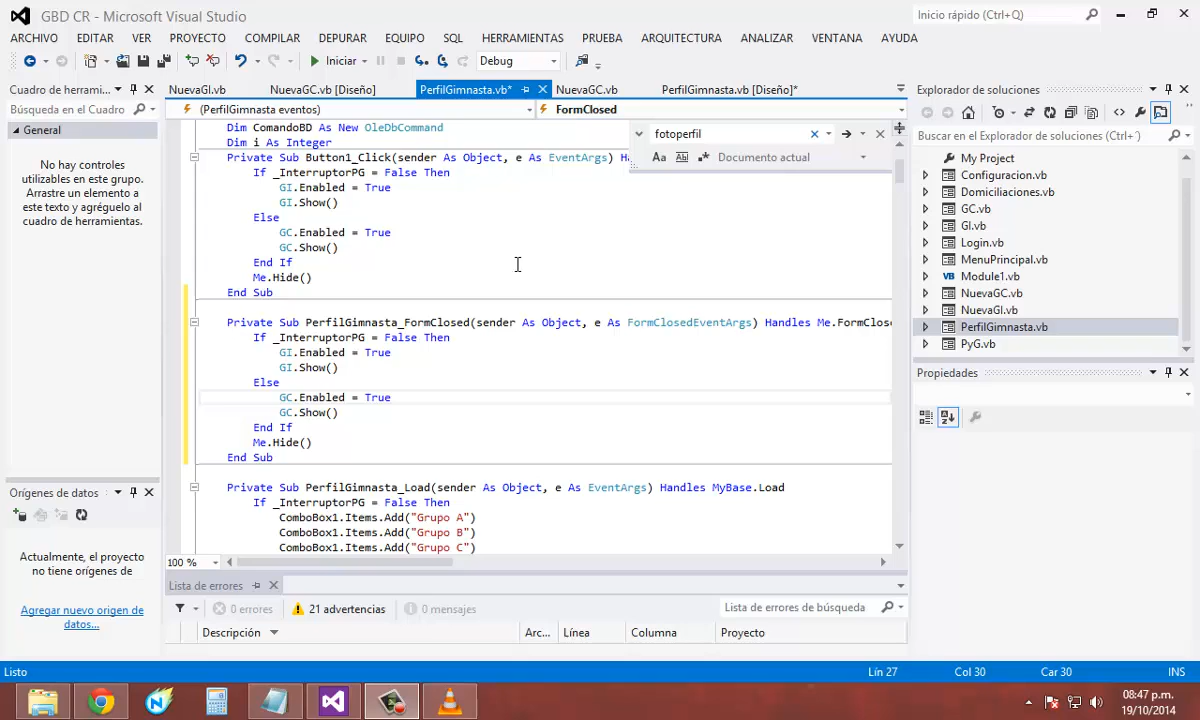 GBD CR - Microsoft Visual Studio
Inicio rápido (Ctrl+Q)
ARCHIVO EDITAR VER PROYECTO COMPILAR DEPURAR EQUIPO SQL HERRAMIENTAS PRUEBA ARQUITECTURA ANALIZAR VENTANA AYUDA
Iniciar Debug
Cuadro de herrami...
Búsqueda en el Cuadro
General
No hay controles
utilizables en este grupo.
Arrastre un elemento a
este texto y agréguelo al
cuadro de herramientas.
Orígenes de datos
Actualmente, el proyecto
no tiene orígenes de
Agregar nuevo origen de
datos...
NuevaGI.vb NuevaGC.vb [Diseño] PerfilGimnasta.vb* NuevaGC.vb PerfilGimnasta.vb [Diseño]*
(PerfilGimnasta eventos) FormClosed
fotoperfil
Aa Ab Documento actual
Dim ComandoBD As New OleDbCommand
Dim i As Integer
Private Sub Button1_Click(sender As Object, e As EventArgs) Ha
If _InterruptorPG = False Then
GI.Enabled = True
GI.Show()
Else
GC.Enabled = True
GC.Show()
End If
Me.Hide()
End Sub
Private Sub PerfilGimnasta_FormClosed(sender As Object, e As FormClosedEventArgs) Handles Me.FormClose
If _InterruptorPG = False Then
GI.Enabled = True
GI.Show()
Else
GC.Enabled = True
GC.Show()
End If
Me.Hide()
End Sub
Private Sub PerfilGimnasta_Load(sender As Object, e As EventArgs) Handles MyBase.Load
If _InterruptorPG = False Then
ComboBox1.Items.Add("Grupo A")
ComboBox1.Items.Add("Grupo B")
ComboBox1.Items.Add("Grupo C")
100 %
Lista de errores
0 errores 21 advertencias 0 mensajes
Lista de errores de búsqueda
Descripción Arc... Línea Columna Proyecto
Explorador de soluciones
Buscar en el Explorador de soluciones (Ctrl+´)
My Project
Configuracion.vb
Domiciliaciones.vb
GC.vb
GI.vb
Login.vb
MenuPrincipal.vb
VB Module1.vb
NuevaGC.vb
NuevaGI.vb
PerfilGimnasta.vb
PyG.vb
Propiedades
Listo Lín 27 Col 30 Car 30 INS
08:47 p.m.
19/10/2014